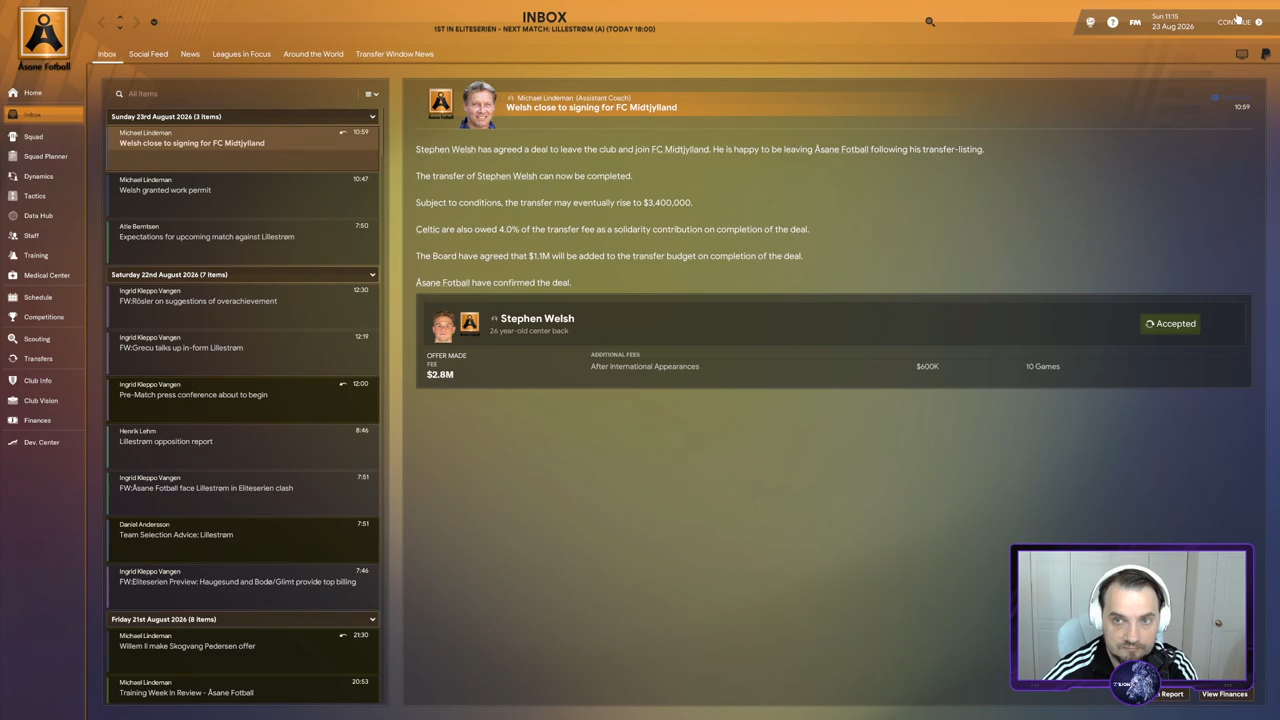 INBOX
1ST IN ELITESERIEN - NEXT MATCH: LILLESTRØM (A) (TODAY 18:00)
FM
Sun 11:15
23 Aug 2026
CONTINUE
Åsane Fotball
Inbox
Social Feed
News
Leagues in Focus
Around the World
Transfer Window News
Home
Inbox
Squad
Squad Planner
Dynamics
Tactics
Data Hub
Staff
Training
Medical Center
Schedule
Competitions
Scouting
Transfers
Club Info
Club Vision
Finances
Dev. Center
All Items
Sunday 23rd August 2026 (3 items)
Michael Lindeman 10:59
Welsh close to signing for FC Midtjylland
Michael Lindeman 10:47
Welsh granted work permit
Atle Berntsen 7:50
Expectations for upcoming match against Lillestrøm
Saturday 22nd August 2026 (7 items)
Ingrid Kleppo Vangen 12:30
FW:Rösler on suggestions of overachievement
Ingrid Kleppo Vangen 12:19
FW:Grecu talks up in-form Lillestrøm
Ingrid Kleppo Vangen 12:00
Pre-Match press conference about to begin
Henrik Lehm 8:46
Lillestrøm opposition report
Ingrid Kleppo Vangen 7:51
FW:Åsane Fotball face Lillestrøm in Eliteserien clash
Daniel Andersson 7:51
Team Selection Advice: Lillestrøm
Ingrid Kleppo Vangen 7:46
FW:Eliteserien Preview: Haugesund and Bodø/Glimt provide top billing
Friday 21st August 2026 (8 items)
Michael Lindeman 21:30
Willem II make Skogvang Pedersen offer
Michael Lindeman 20:53
Training Week In Review - Åsane Fotball
Michael Lindeman (Assistant Coach)
Welsh close to signing for FC Midtjylland
10:59
Stephen Welsh has agreed a deal to leave the club and join FC Midtjylland. He is happy to be leaving Åsane Fotball following his transfer-listing.
The transfer of Stephen Welsh can now be completed.
Subject to conditions, the transfer may eventually rise to $3,400,000.
Celtic are also owed 4.0% of the transfer fee as a solidarity contribution on completion of the deal.
The Board have agreed that $1.1M will be added to the transfer budget on completion of the deal.
Åsane Fotball have confirmed the deal.
Stephen Welsh
26 year-old center back
Accepted
OFFER MADE
FEE
$2.8M
ADDITIONAL FEES
After International Appearances $600K 10 Games
Report
View Finances